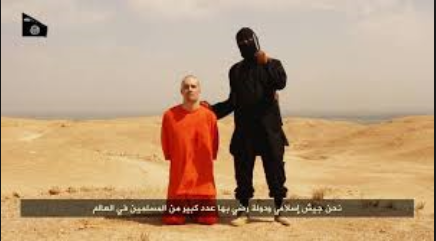 نحن جيش إسلامي ودولة رضي بها عدد كبير من المسلمين في العالم